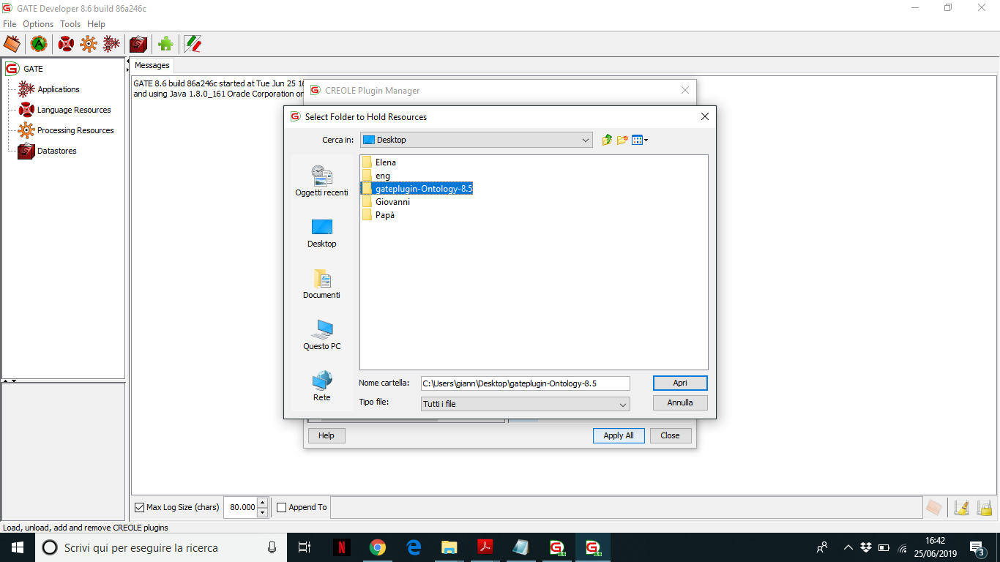 GATE Developer 8.6 build 86a246c
File Options Tools Help
GATE
Applications
Language Resources
Processing Resources
Datastores
Messages
GATE 8.6 build 86a246c started at Tue Jun 25 16
and using Java 1.8.0_161 Oracle Corporation on
CREOLE Plugin Manager
Select Folder to Hold Resources
Cerca in: Desktop
Oggetti recenti
Desktop
Documenti
Questo PC
Rete
Elena
eng
gateplugin-Ontology-8.5
Giovanni
Papà
Nome cartella: C:\Users\giann\Desktop\gateplugin-Ontology-8.5 Apri
Tipo file: Tutti i file Annulla
Help Apply All Close
Max Log Size (chars) 80.000 Append To
Load, unload, add and remove CREOLE plugins
Scrivi qui per eseguire la ricerca
16:42
25/06/2019
3